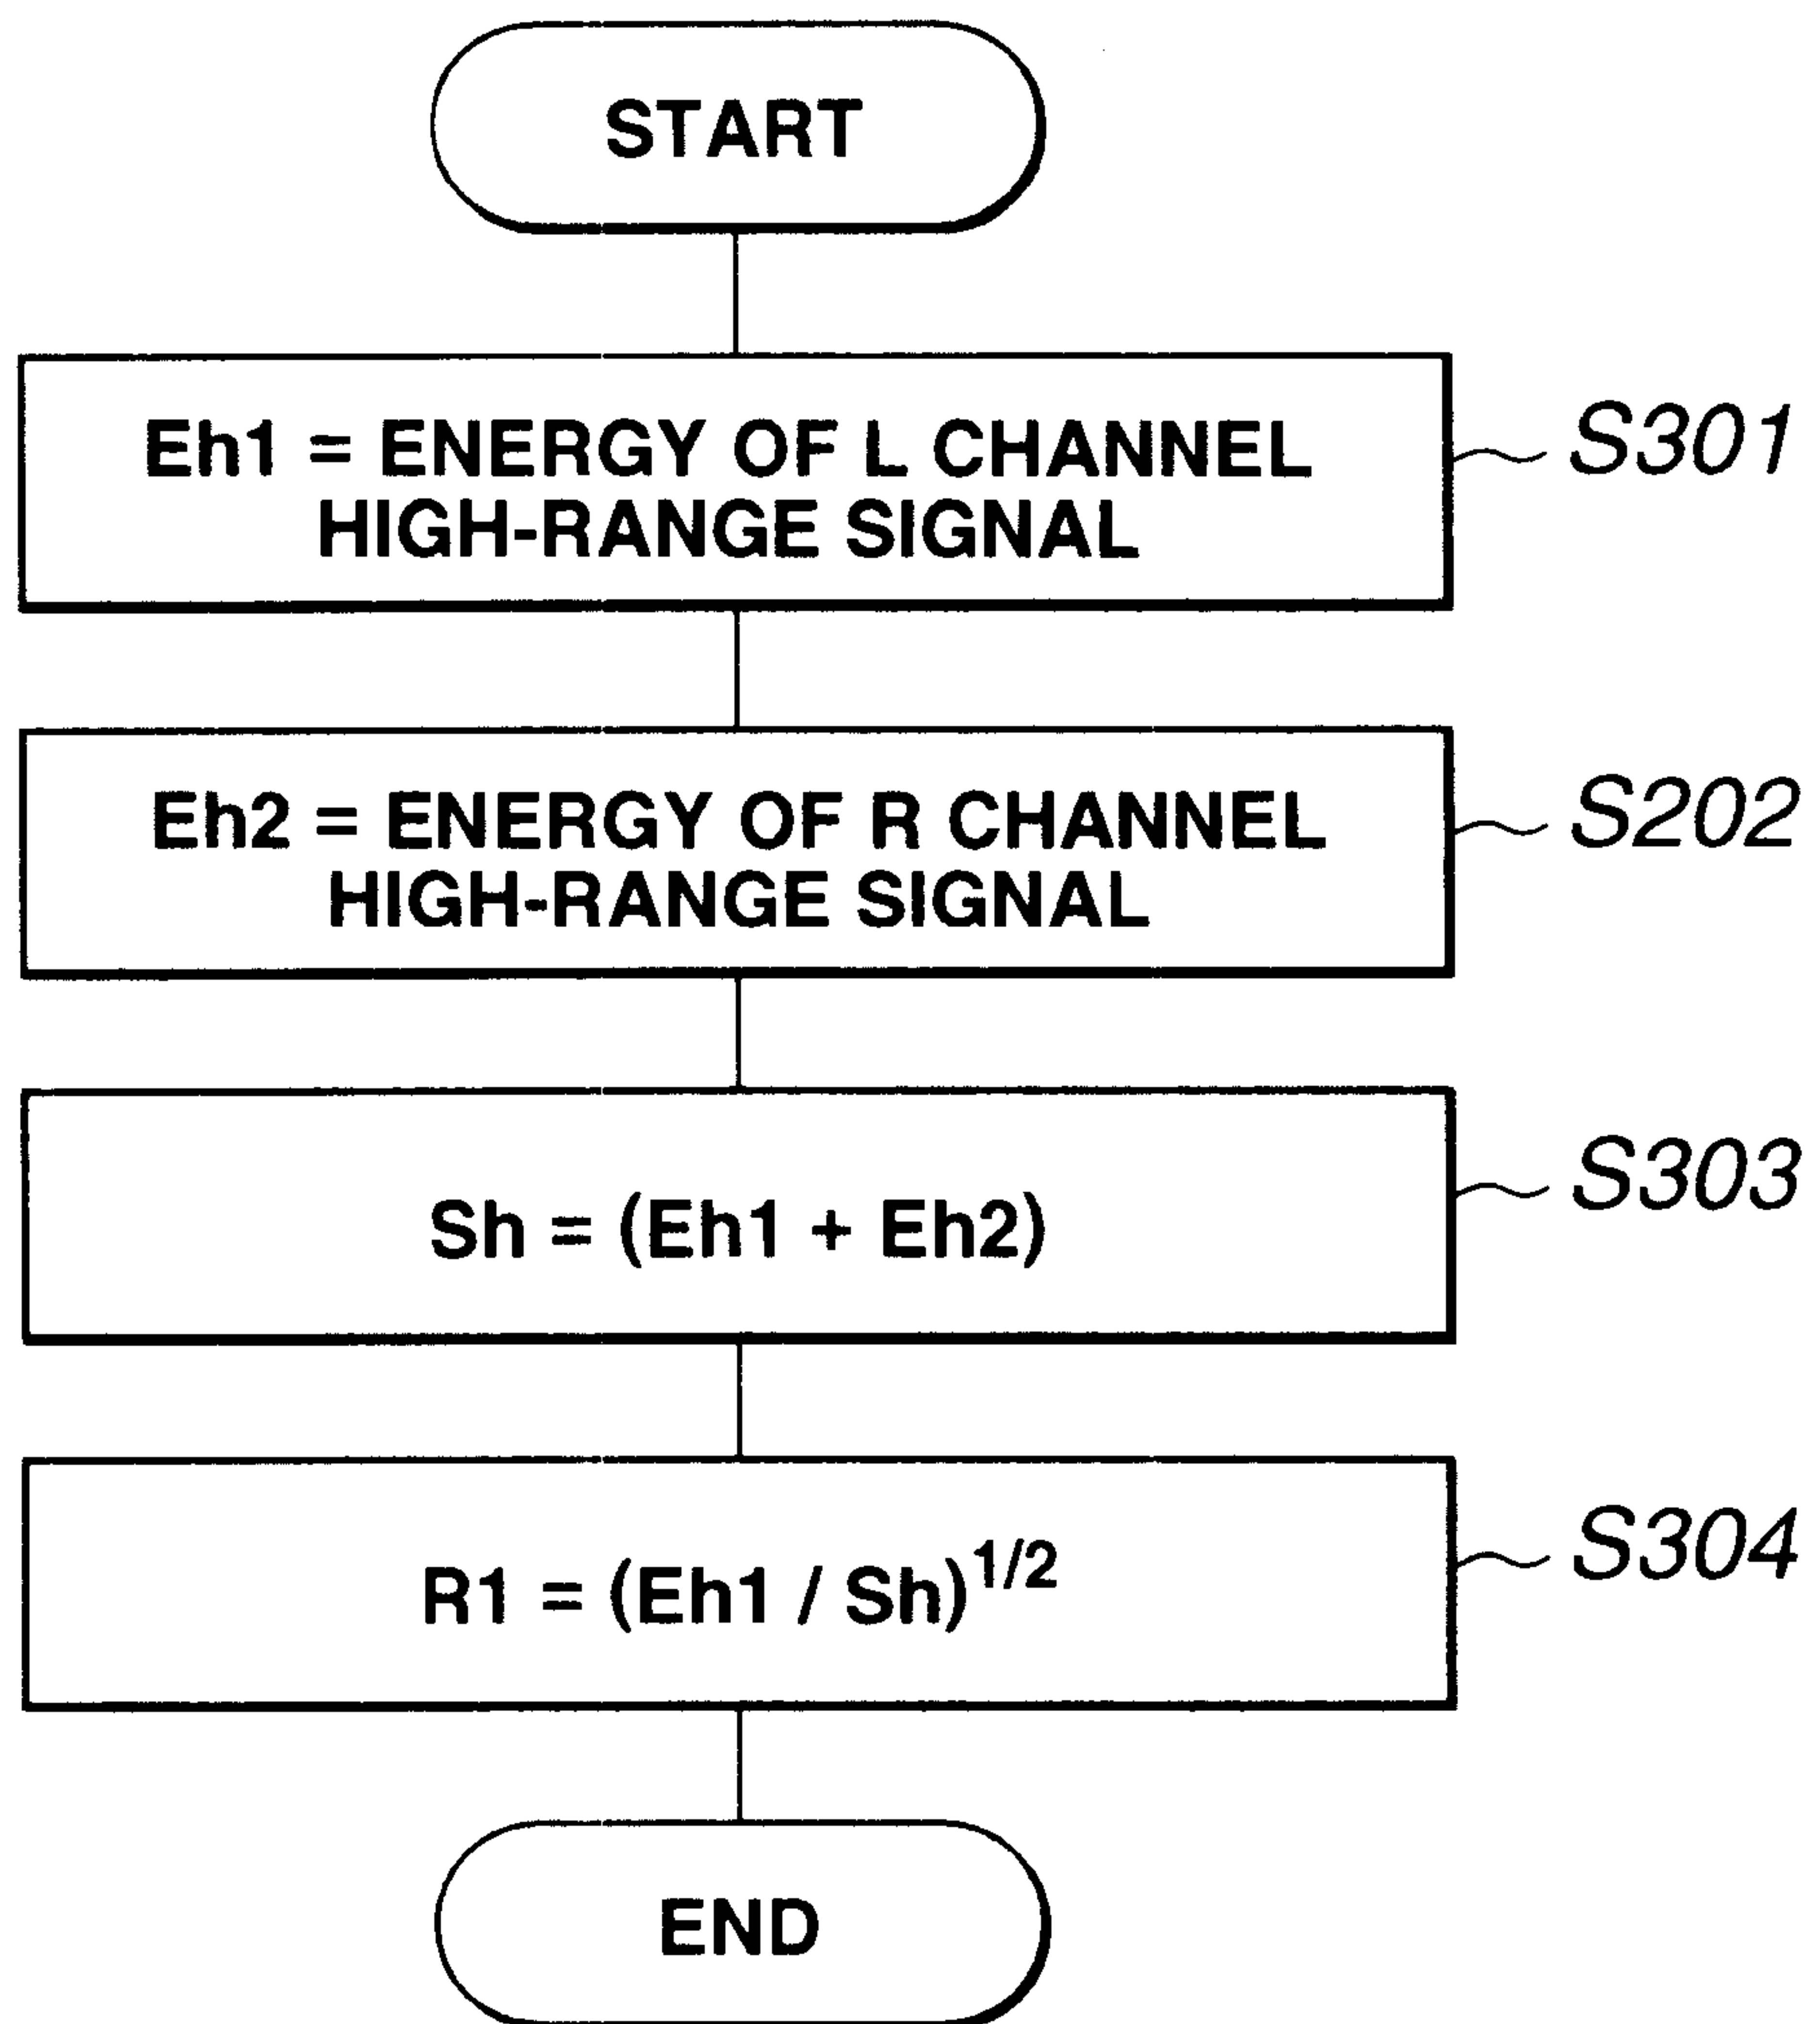 START
Eh1 = ENERGY OF L CHANNEL
HIGH-RANGE SIGNAL
S301
Eh2 = ENERGY OF R CHANNEL
HIGH-RANGE SIGNAL
S202
Sh = (Eh1 + Eh2)
S303
R1 = (Eh1 / Sh)^1/2
S304
END